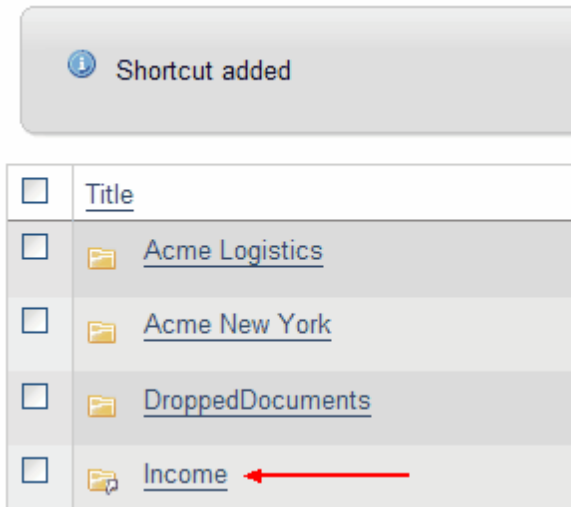 Shortcut added
Title
Acme Logistics
Acme New York
DroppedDocuments
Income